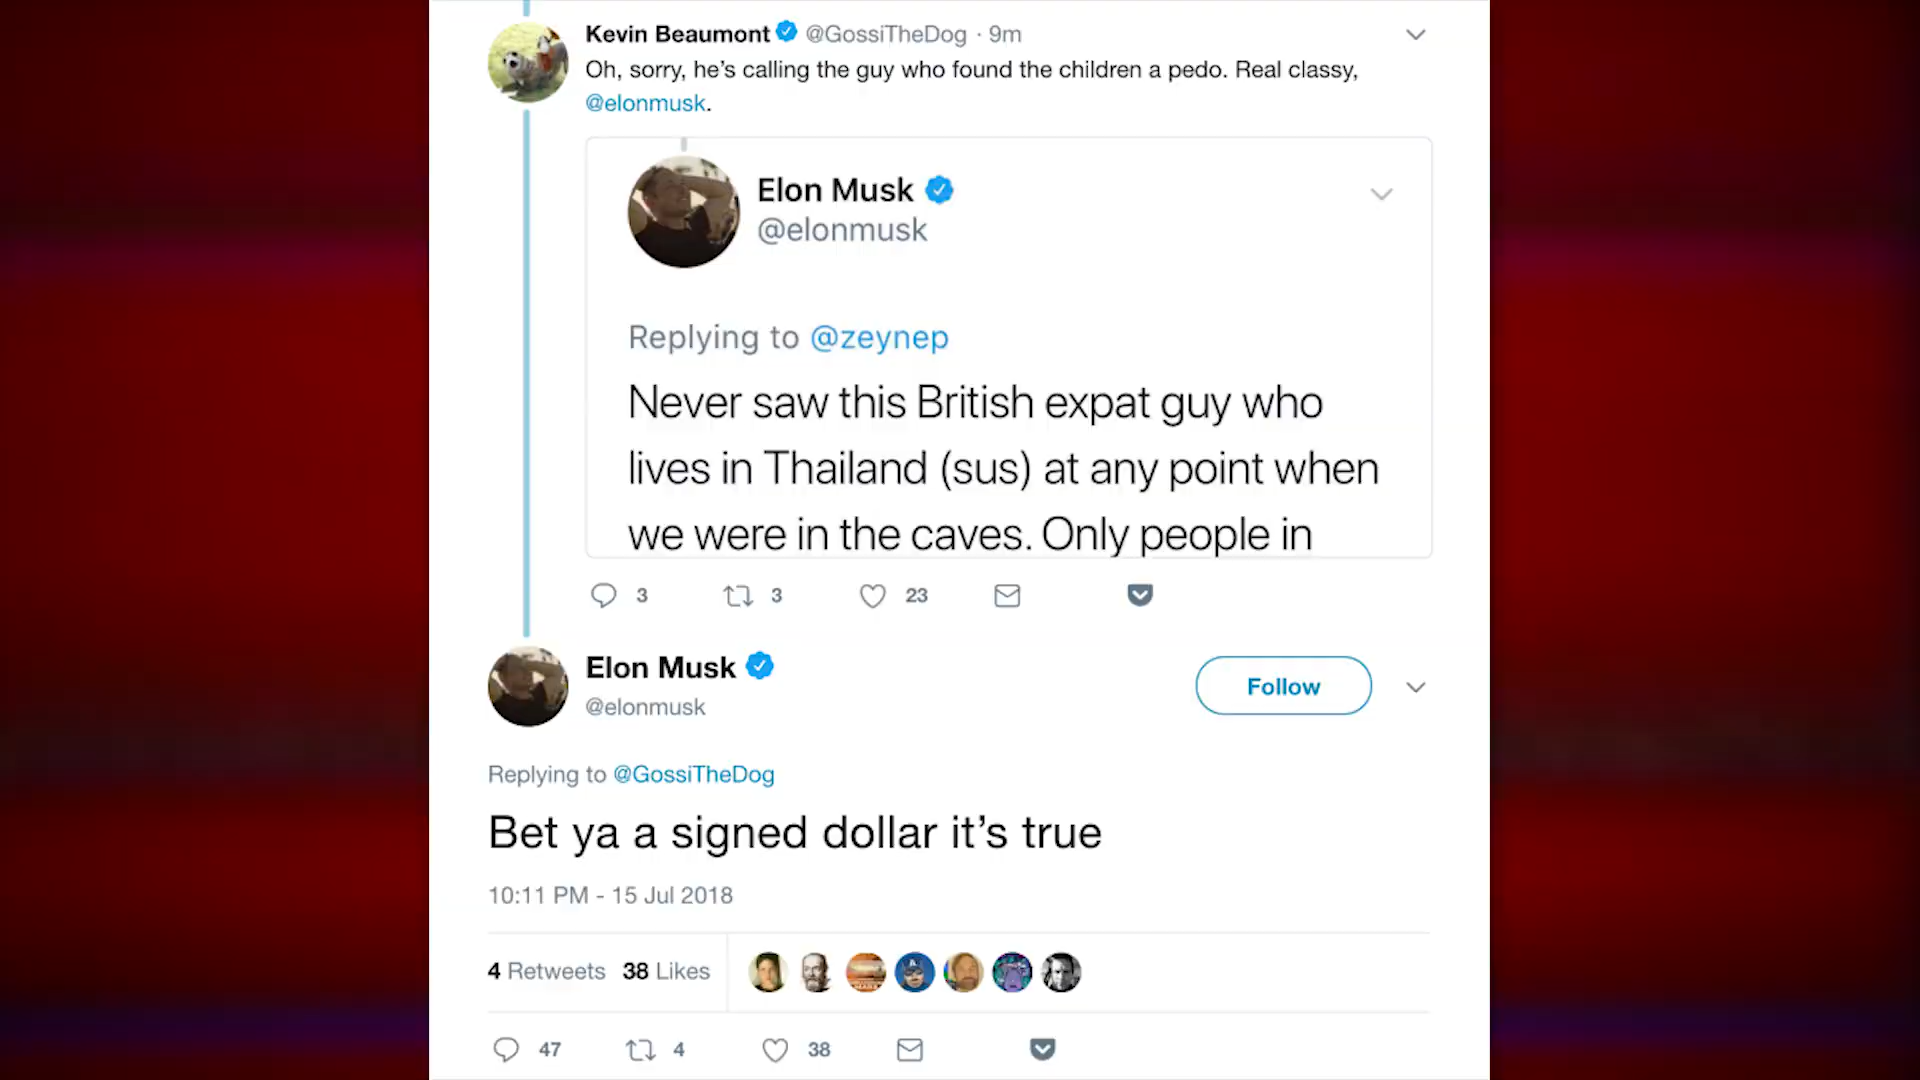 Kevin Beaumont @GossiTheDog · 9m
Oh, sorry, he's calling the guy who found the children a pedo. Real classy,
@elonmusk.
Elon Musk
@elonmusk
Replying to @zeynep
Never saw this British expat guy who
lives in Thailand (sus) at any point when
we were in the caves. Only people in
3 3 23
Elon Musk
@elonmusk
Follow
Replying to @GossiTheDog
Bet ya a signed dollar it's true
10:11 PM - 15 Jul 2018
4 Retweets 38 Likes
47 4 38